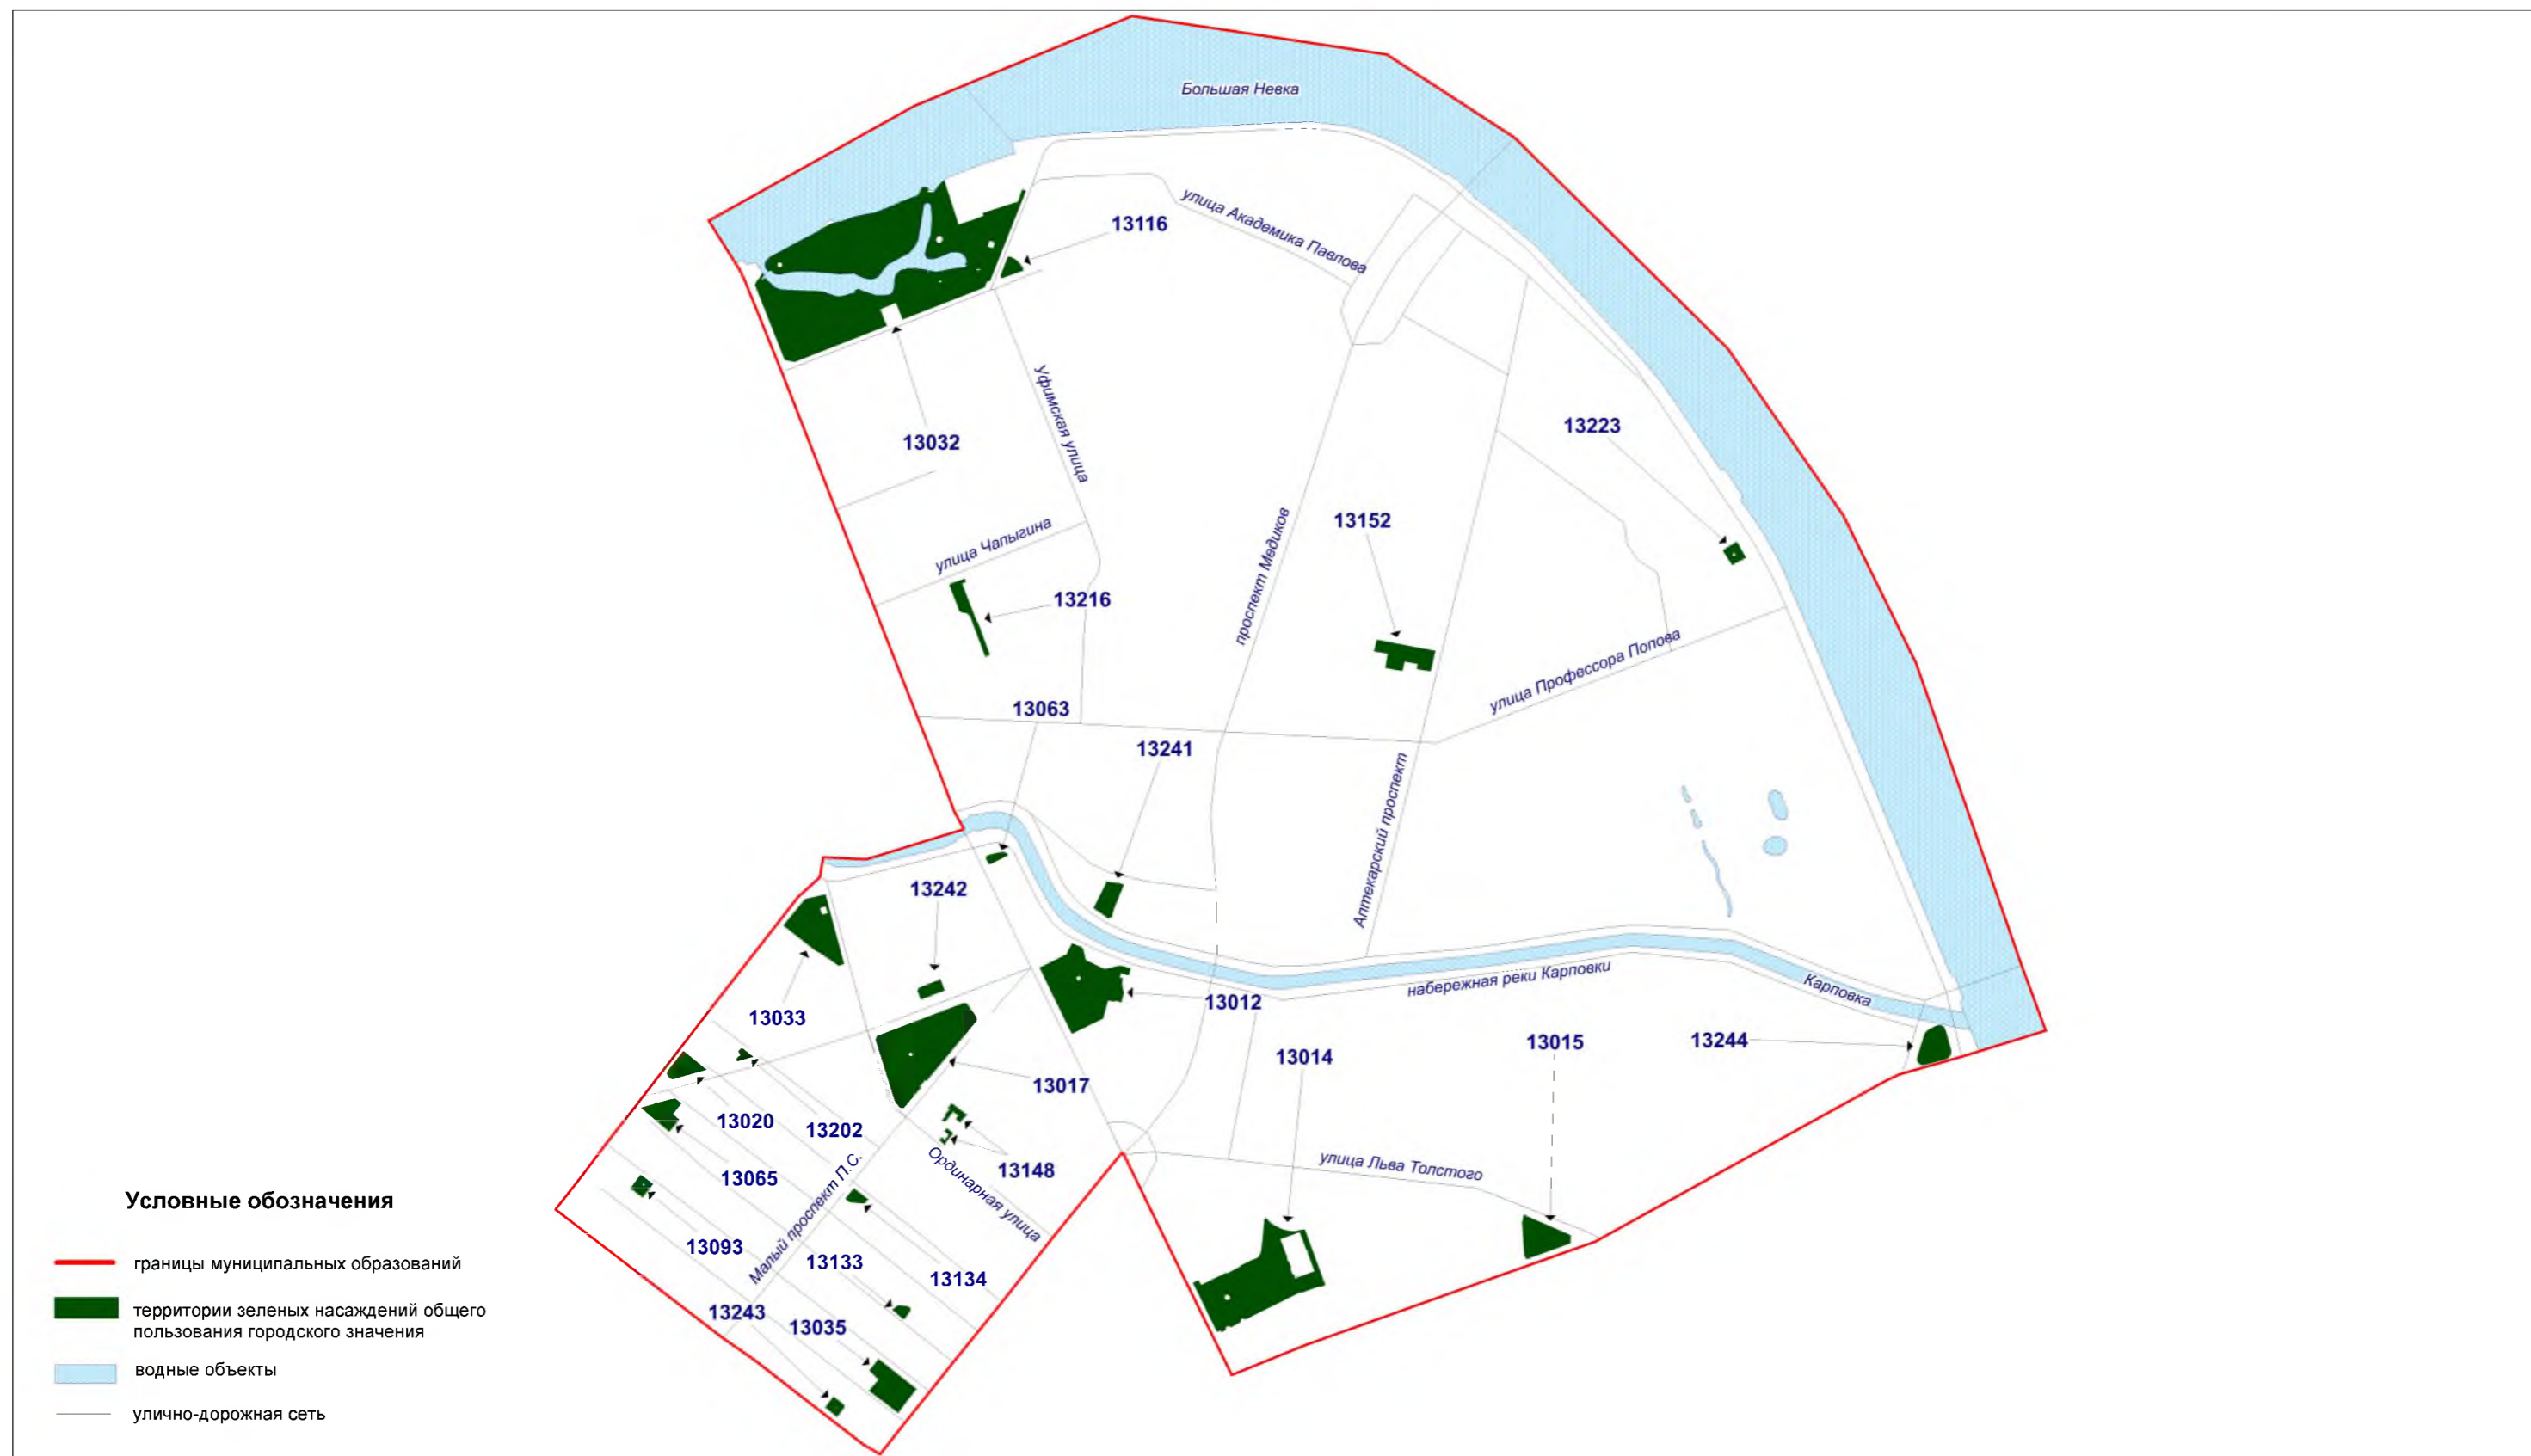 Большая Невка
улица Академика Павлова
13116
13032
Уфимская улица
13223
13152
улица Чапыгина
проспект Медиков
13216
улица Профессора Попова
13063
13241
Аптекарский проспект
13242
набережная реки Карповки
Карповка
13033
13012
13014
13015
13244
13017
13020
13202
13148
Ординарная улица
улица Льва Толстого
13065
Малый проспект П.С.
13093
13133
13134
13243
13035
Условные обозначения
границы муниципальных образований
территории зеленых насаждений общего
пользования городского значения
водные объекты
улично-дорожная сеть